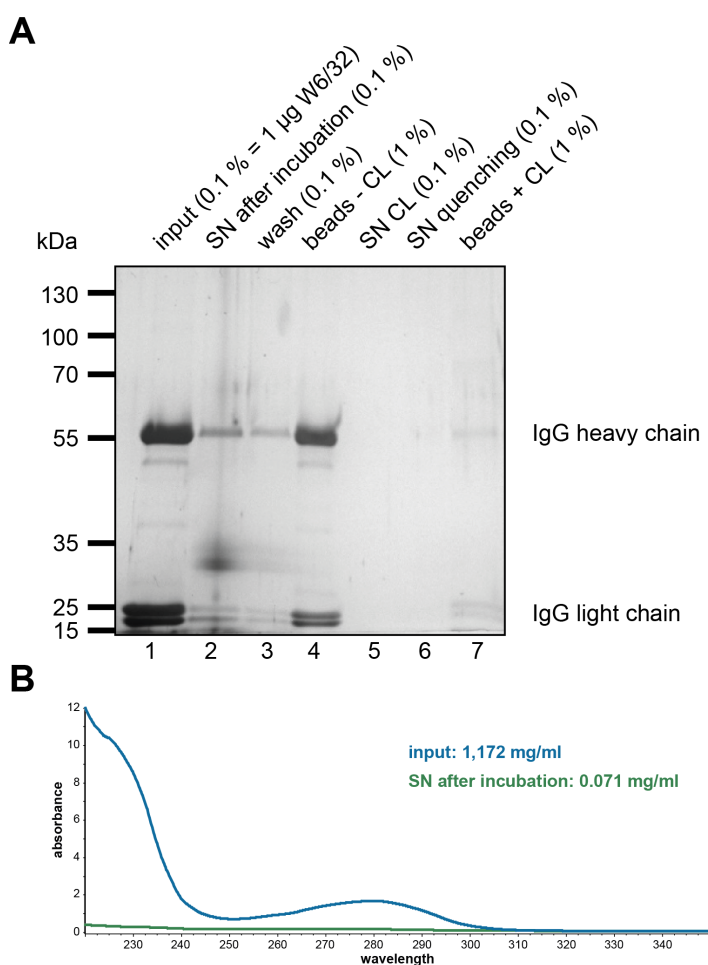 A
input (0.1 % = 1 µg W6/32)
SN after incubation (0.1 %)
wash (0.1 %)
beads - CL (1 %)
SN CL (0.1 %)
SN quenching (0.1 %)
beads + CL (1 %)
kDa
130
100
70
55
IgG heavy chain
35
25
IgG light chain
15
1 2 3 4 5 6 7
B
12
10
8
6
4
2
0
absorbance
input: 1,172 mg/ml
SN after incubation: 0.071 mg/ml
230 240 250 260 270 280 290 300 310 320 330 340
wavelength